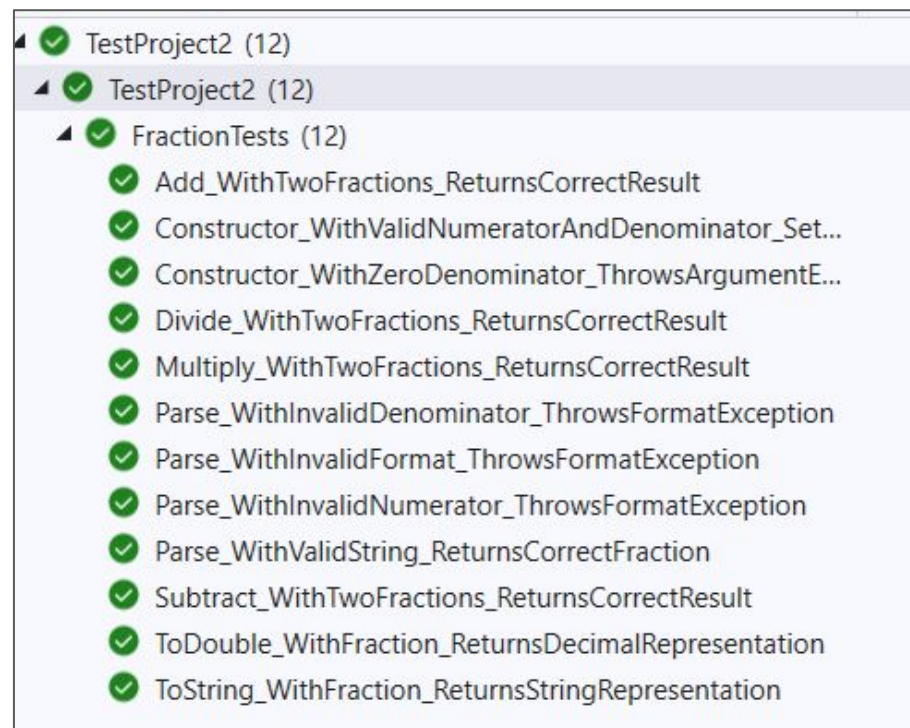 TestProject2 (12)
TestProject2 (12)
FractionTests (12)
Add_WithTwoFractions_ReturnsCorrectResult
Constructor_WithValidNumeratorAndDenominator_Set...
Constructor_WithZeroDenominator_ThrowsArgumentE...
Divide_WithTwoFractions_ReturnsCorrectResult
Multiply_WithTwoFractions_ReturnsCorrectResult
Parse_WithInvalidDenominator_ThrowsFormatException
Parse_WithInvalidFormat_ThrowsFormatException
Parse_WithInvalidNumerator_ThrowsFormatException
Parse_WithValidString_ReturnsCorrectFraction
Subtract_WithTwoFractions_ReturnsCorrectResult
ToDouble_WithFraction_ReturnsDecimalRepresentation
ToString_WithFraction_ReturnsStringRepresentation